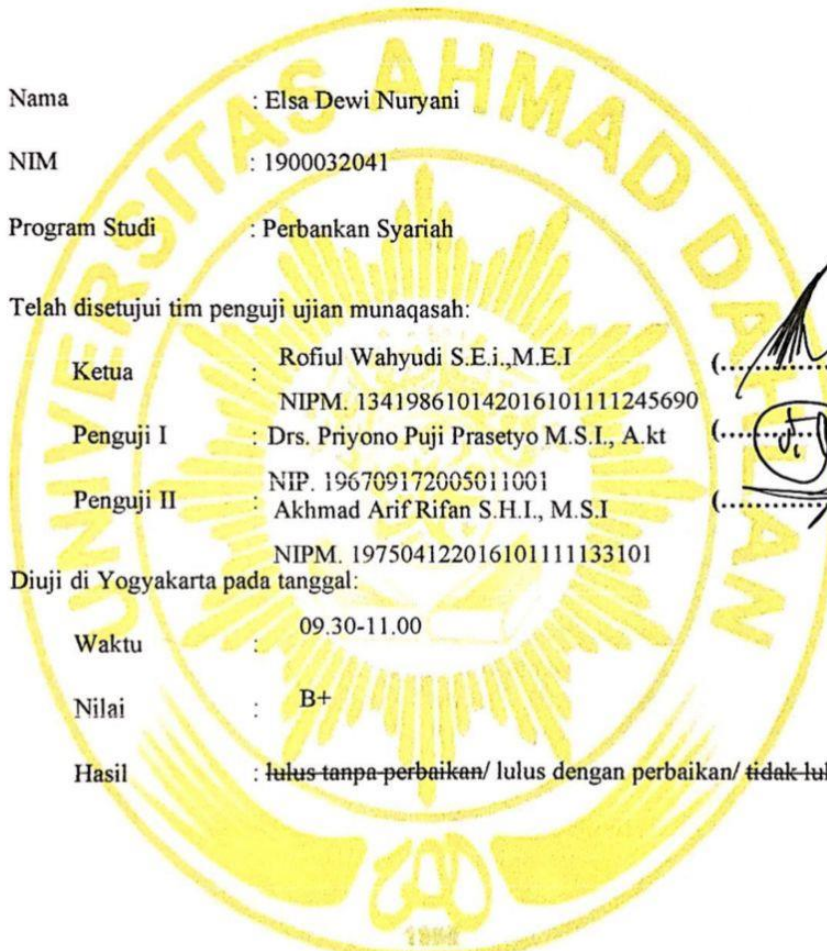 UNIVERSITAS AHMAD DAHLAN
Nama : Elsa Dewi Nuryani
NIM : 1900032041
Program Studi : Perbankan Syariah
Telah disetujui tim penguji ujian munaqasah:
Ketua : Rofiul Wahyudi S.E.i.,M.E.I (......
NIPM. 134198610142016101111245690
Penguji I : Drs. Priyono Puji Prasetyo M.S.I., A.kt (......
NIP. 196709172005011001
Penguji II : Akhmad Arif Rifan S.H.I., M.S.I (......
NIPM. 1975041220161011111133101
Diuji di Yogyakarta pada tanggal:
Waktu : 09.30-11.00
Nilai : B+
Hasil : lulus tanpa perbaikan/ lulus dengan perbaikan/ tidak lul